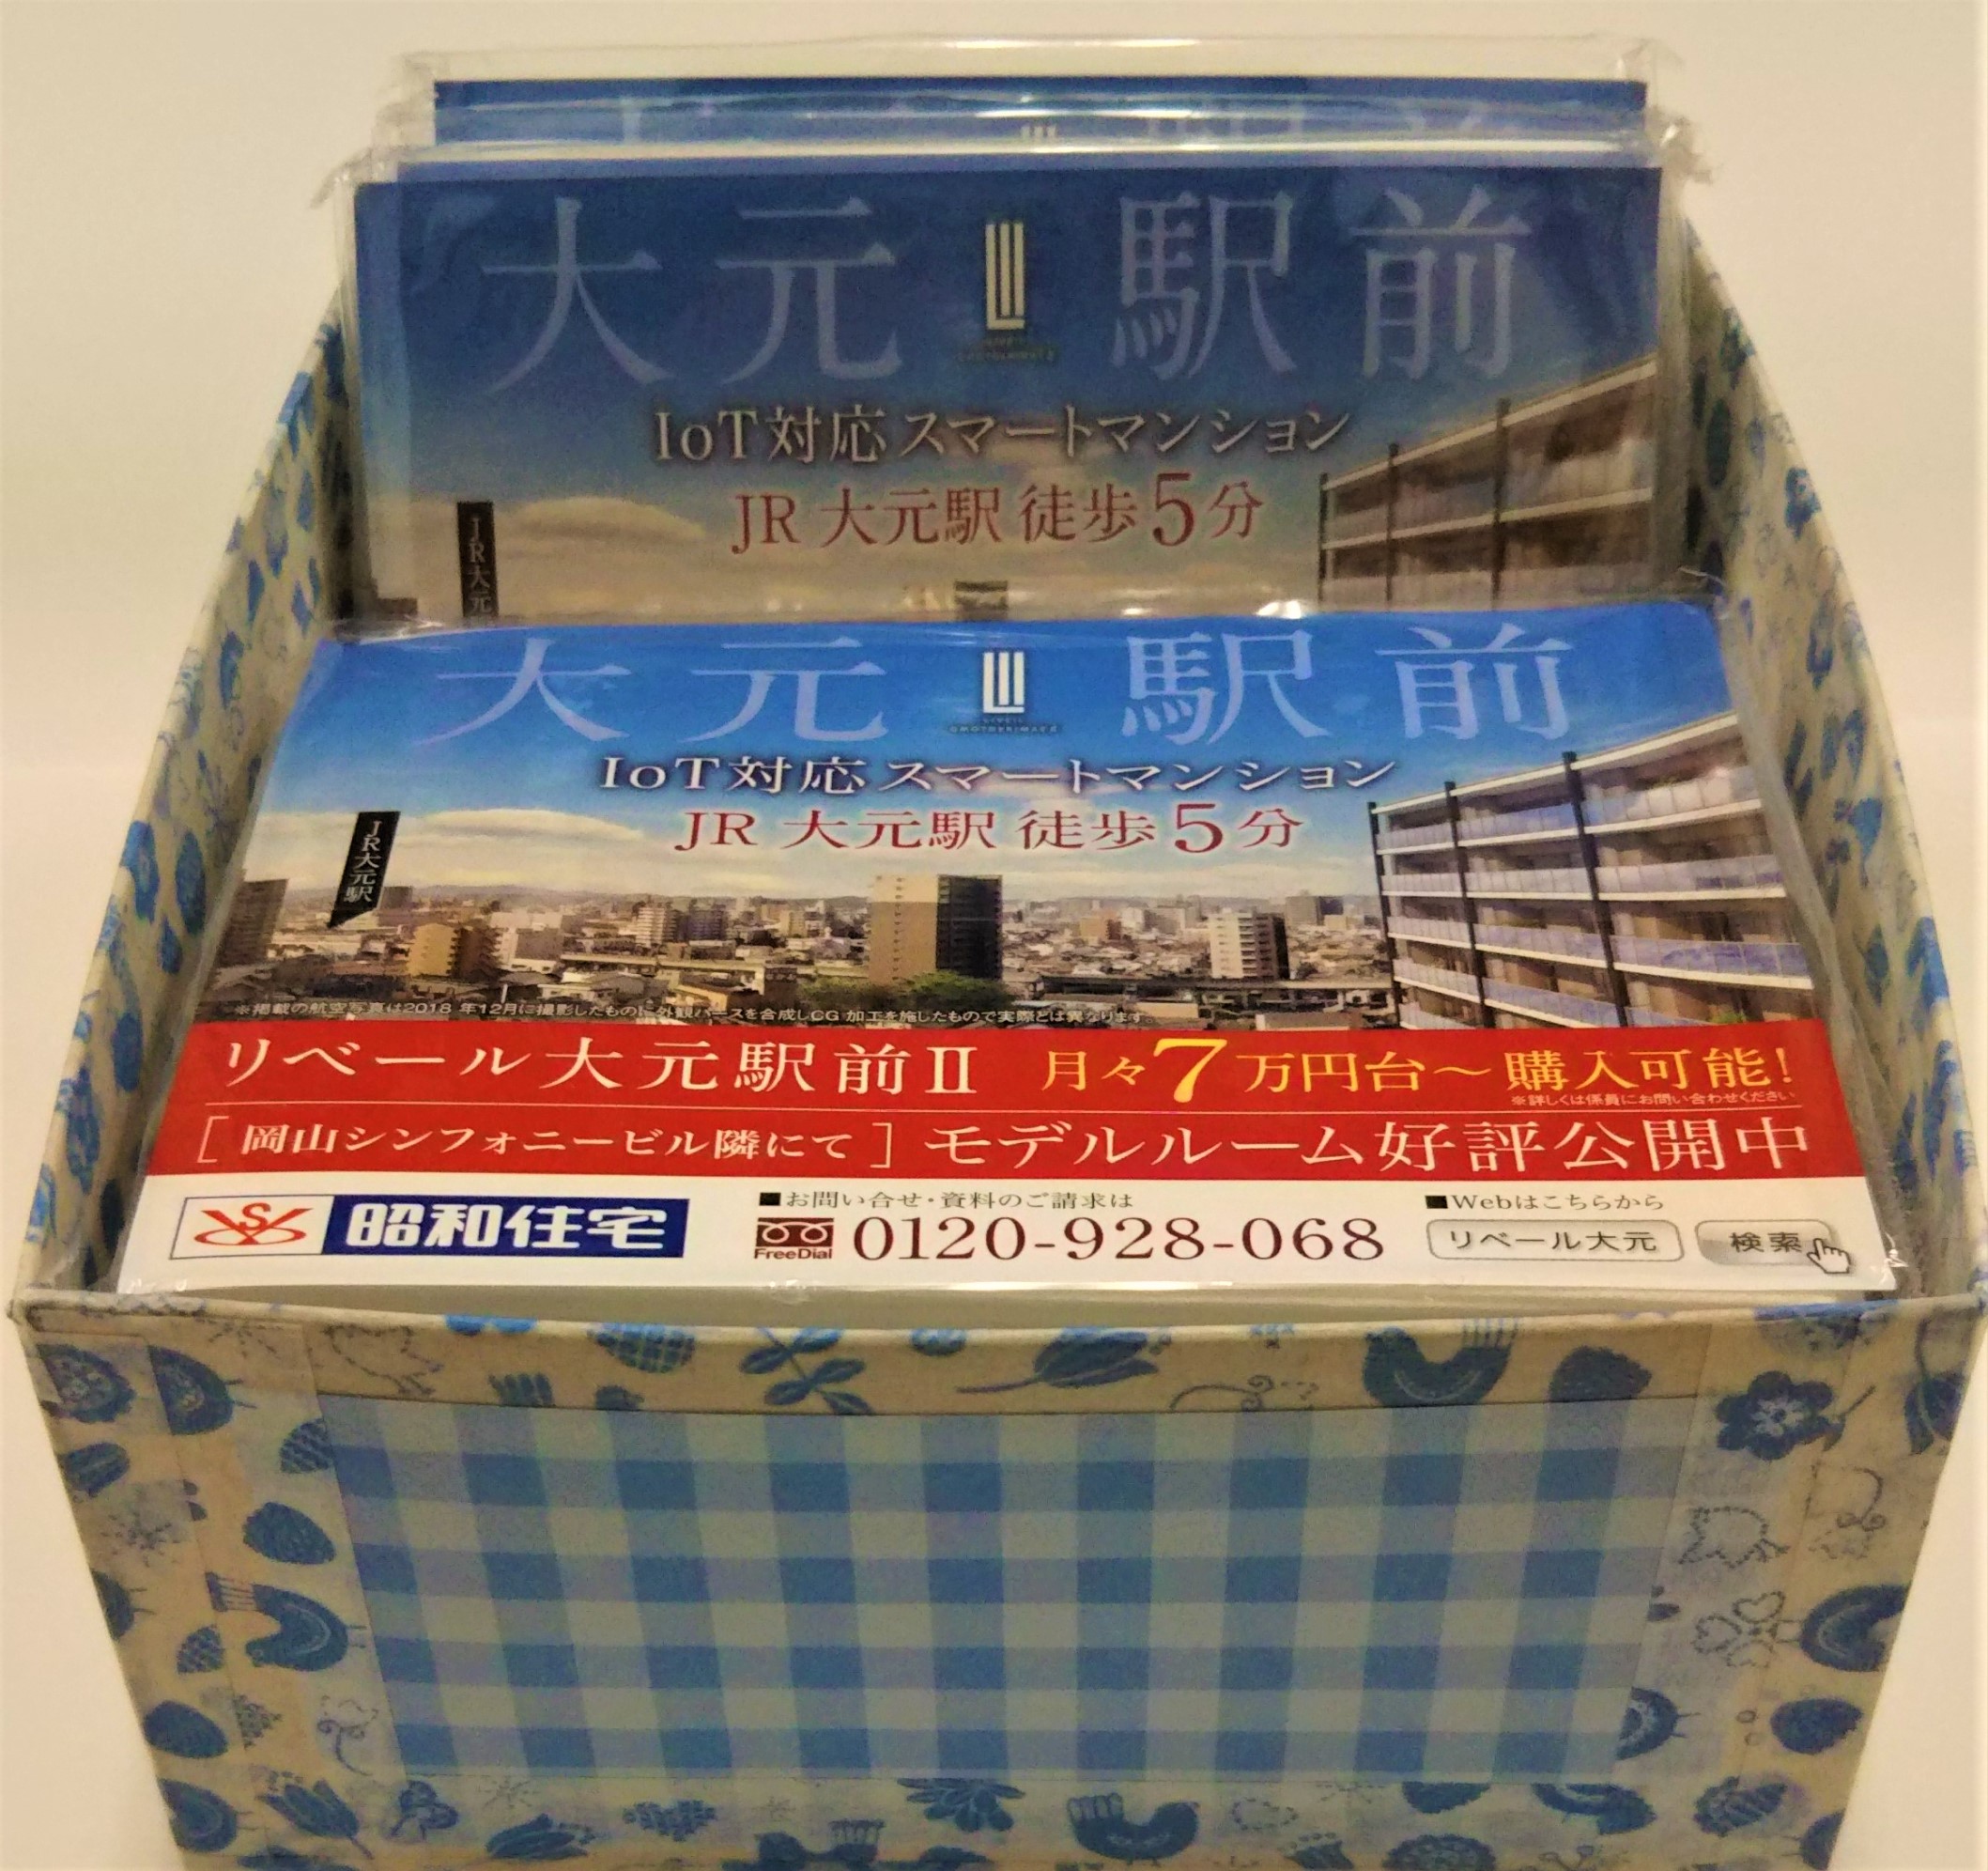 大元 駅前
IoT対応スマートマンション
JR 大元駅 徒歩5分
JR大元
大元 駅前
IoT対応スマートマンション
JR 大元駅 徒歩5分
JR大元駅
※掲載の航空写真は2018 年12月に撮影したものに外観パースを合成しCG 加工を施したもので実際とは異なります。
リベール大元駅前II 月々7万円台～購入可能!
※詳しくは係員にお問い合わせください
[岡山シンフォニービル隣にて] モデルルーム好評公開中
昭和住宅
■お問い合せ・資料のご請求は
FreeDial 0120-928-068
■Webはこちらから
リベール大元 検索